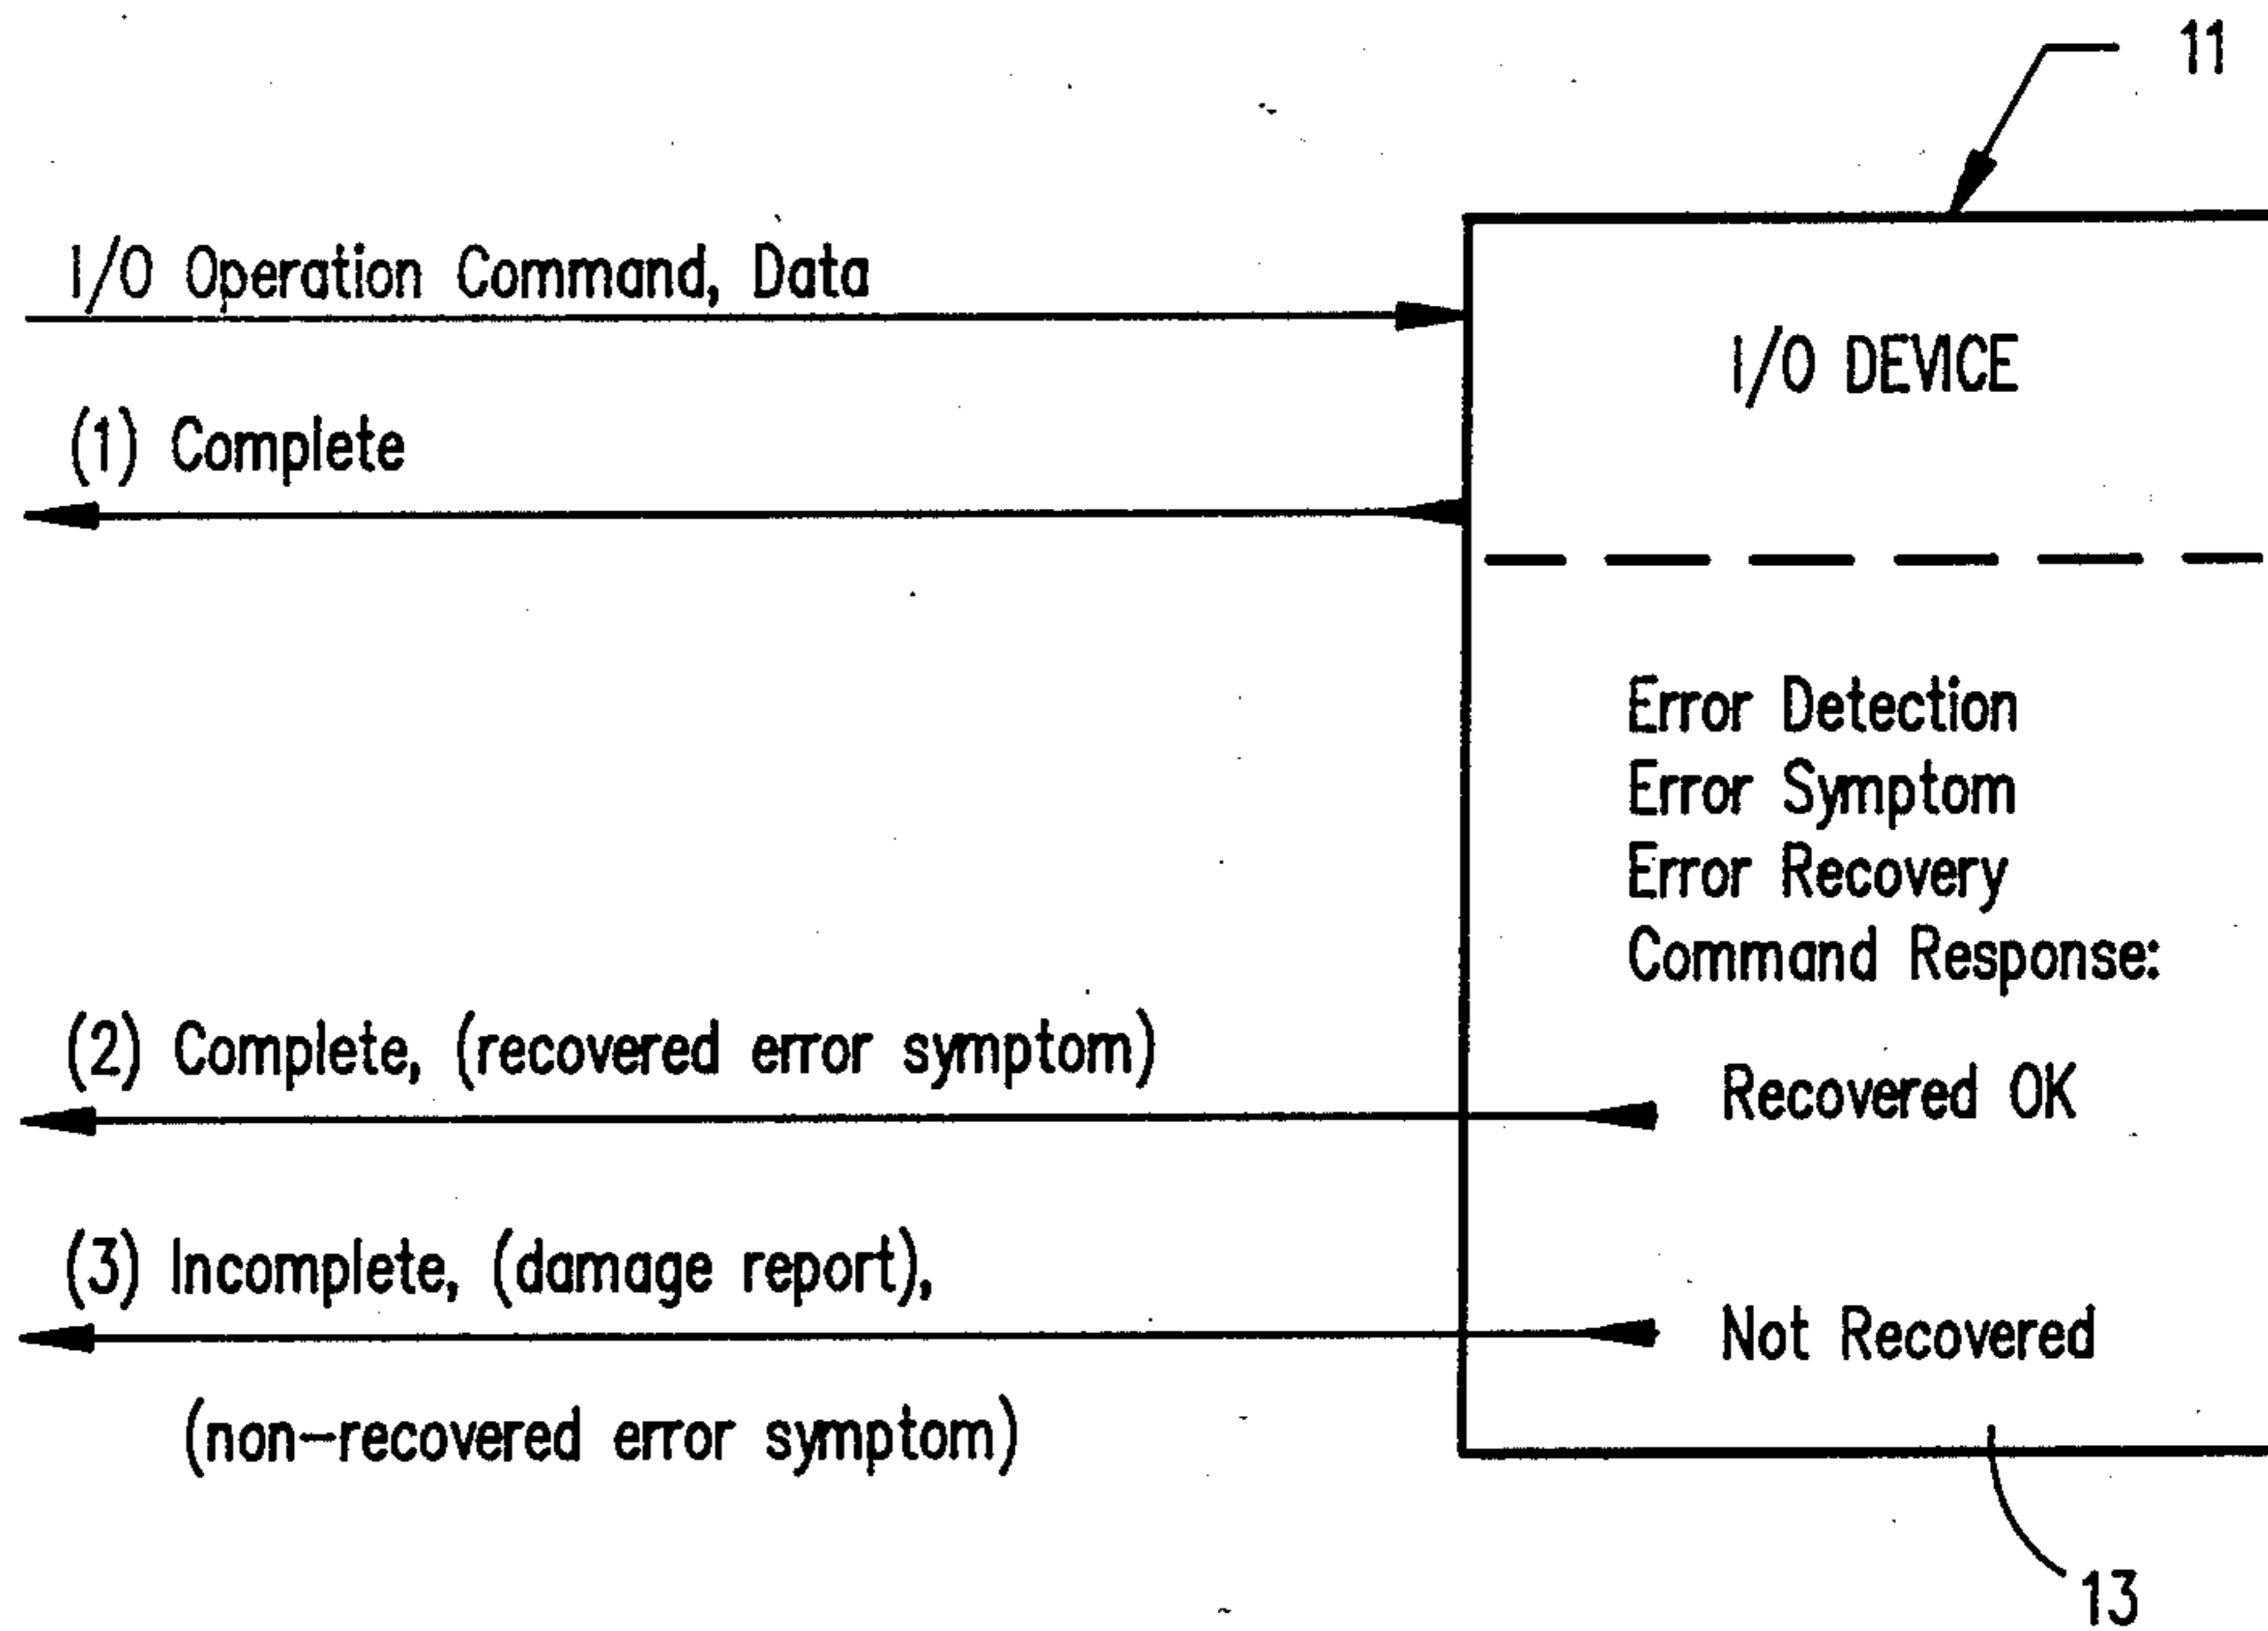 11
I/O Operation Command, Data
I/O DEVICE
(1) Complete
Error Detection
Error Symptom
Error Recovery
Command Response:
(2) Complete, (recovered error symptom)
Recovered OK
(3) Incomplete, (damage report),
Not Recovered
(non-recovered error symptom)
13